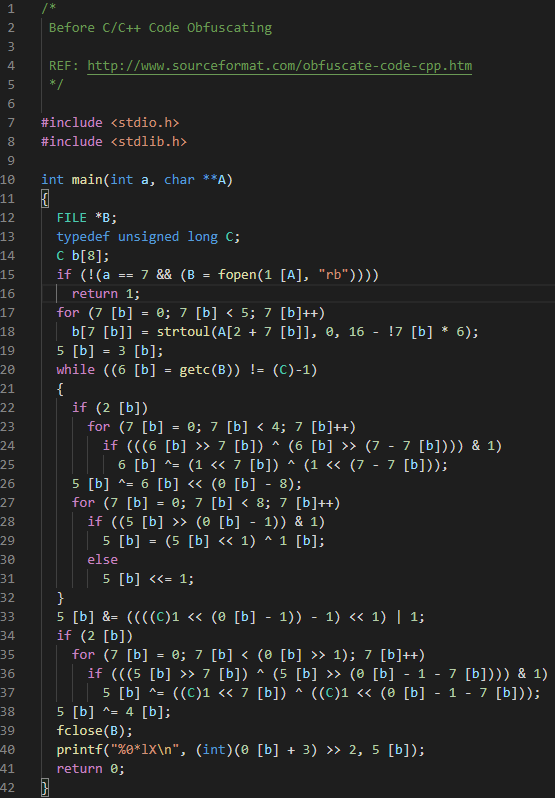 1 /*
2 Before C/C++ Code Obfuscating
3
4 REF: http://www.sourceformat.com/obfuscate-code-cpp.htm
5 */
6
7 #include <stdio.h>
8 #include <stdlib.h>
9
10 int main(int a, char **A)
11 {
12 FILE *B;
13 typedef unsigned long C;
14 C b[8];
15 if (!(a == 7 && (B = fopen(1 [A], "rb"))))
16 return 1;
17 for (7 [b] = 0; 7 [b] < 5; 7 [b]++)
18 b[7 [b]] = strtoul(A[2 + 7 [b]], 0, 16 - !7 [b] * 6);
19 5 [b] = 3 [b];
20 while ((6 [b] = getc(B)) != (C)-1)
21 {
22 if (2 [b])
23 for (7 [b] = 0; 7 [b] < 4; 7 [b]++)
24 if (((6 [b] >> 7 [b]) ^ (6 [b] >> (7 - 7 [b]))) & 1)
25 6 [b] ^= (1 << 7 [b]) ^ (1 << (7 - 7 [b]));
26 5 [b] ^= 6 [b] << (0 [b] - 8);
27 for (7 [b] = 0; 7 [b] < 8; 7 [b]++)
28 if ((5 [b] >> (0 [b] - 1)) & 1)
29 5 [b] = (5 [b] << 1) ^ 1 [b];
30 else
31 5 [b] <<= 1;
32 }
33 5 [b] &= ((((C)1 << (0 [b] - 1)) - 1) << 1) | 1;
34 if (2 [b])
35 for (7 [b] = 0; 7 [b] < (0 [b] >> 1); 7 [b]++)
36 if (((5 [b] >> 7 [b]) ^ (5 [b] >> (0 [b] - 1 - 7 [b]))) & 1)
37 5 [b] ^= ((C)1 << 7 [b]) ^ ((C)1 << (0 [b] - 1 - 7 [b]));
38 5 [b] ^= 4 [b];
39 fclose(B);
40 printf("%0*lX\n", (int)(0 [b] + 3) >> 2, 5 [b]);
41 return 0;
42 }